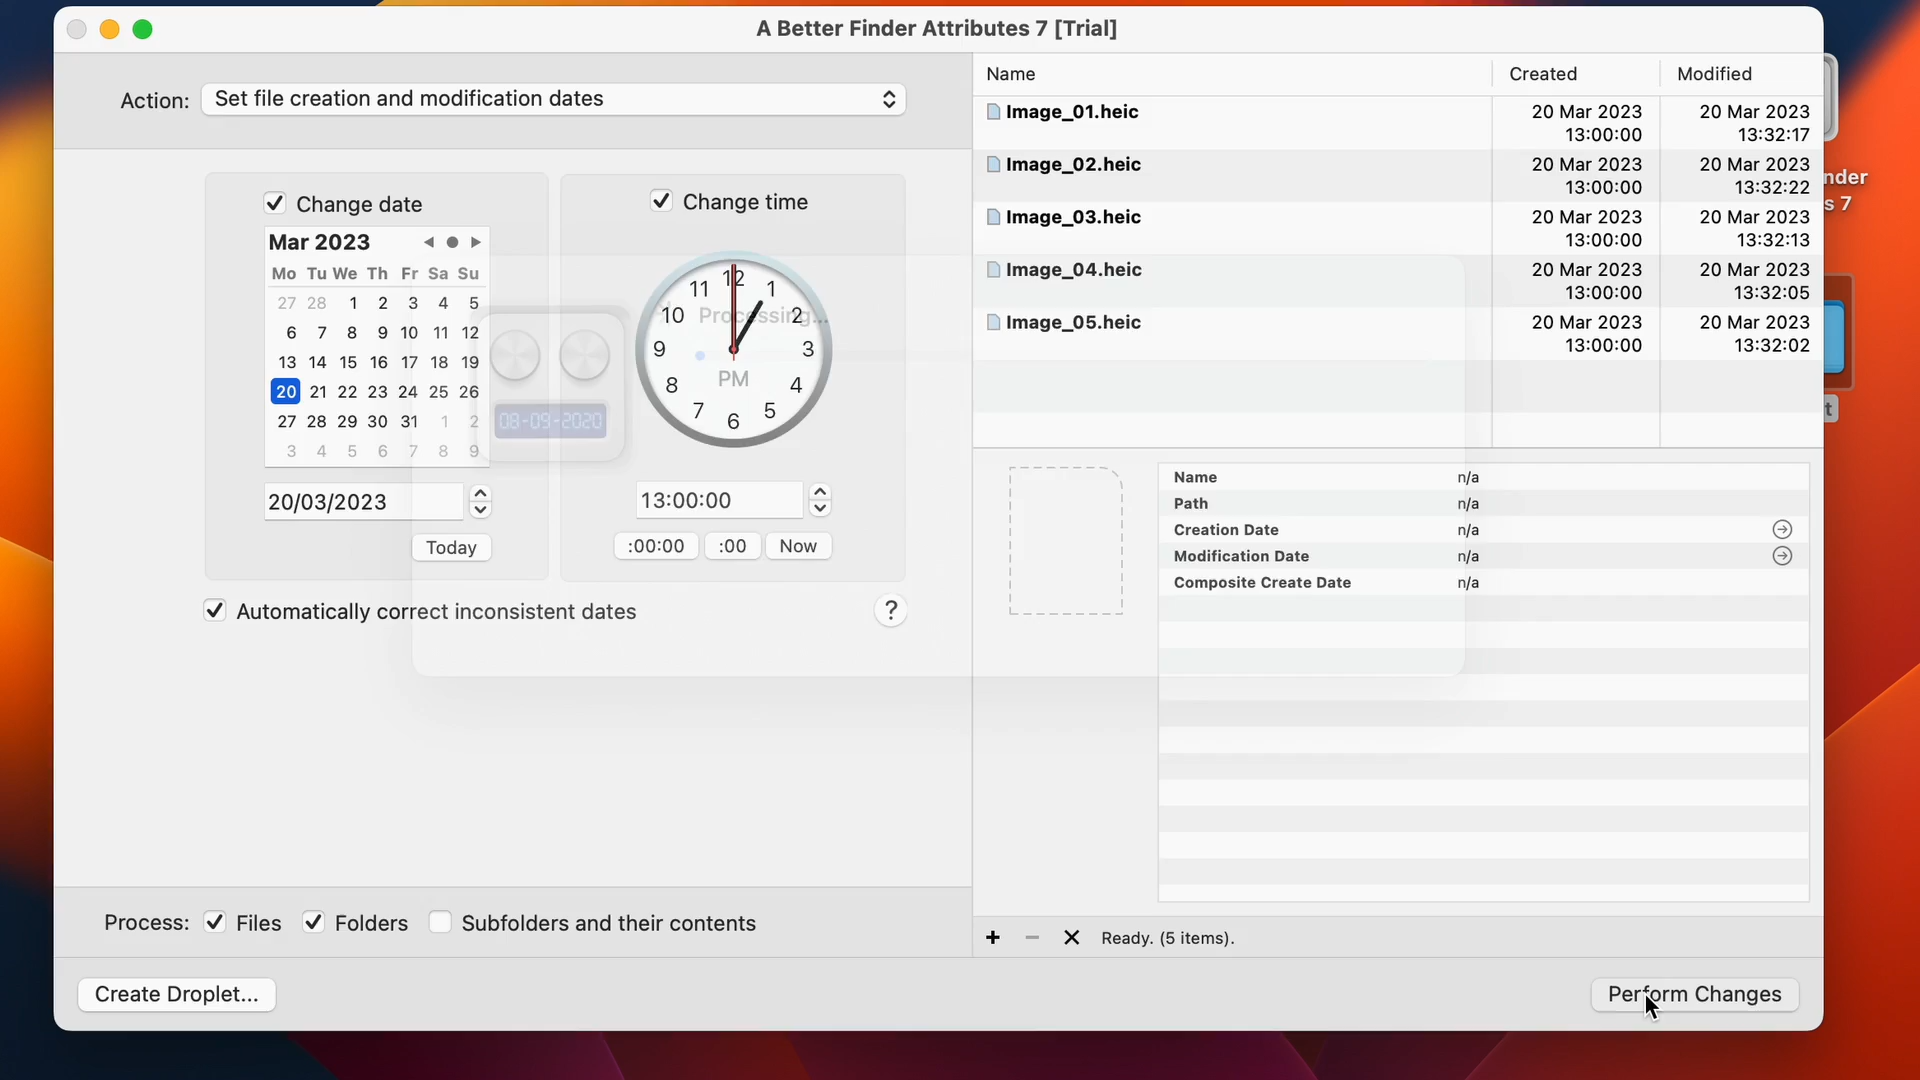 A Better Finder Attributes 7 [Trial]
Action: Set file creation and modification dates
Name Created Modified
Image_01.heic 20 Mar 2023 20 Mar 2023
13:00:00 13:32:17
Image_02.heic 20 Mar 2023 20 Mar 2023
13:00:00 13:32:22
Image_03.heic 20 Mar 2023 20 Mar 2023
13:00:00 13:32:13
Image_04.heic 20 Mar 2023 20 Mar 2023
13:00:00 13:32:05
Image_05.heic 20 Mar 2023 20 Mar 2023
13:00:00 13:32:02
nder
s 7
t
Change date
Mar 2023
Mo Tu We Th Fr Sa Su
27 28 1 2 3 4 5
6 7 8 9 10 11 12
13 14 15 16 17 18 19
20 21 22 23 24 25 26
27 28 29 30 31 1 2
3 4 5 6 7 8 9
20/03/2023
Today
08-09-2020
Processing...
Change time
12
11 1
10 2
9 3
PM
8 4
7 5
6
13:00:00
:00:00 :00 Now
Automatically correct inconsistent dates ?
Name n/a
Path n/a
Creation Date n/a
Modification Date n/a
Composite Create Date n/a
Process: Files Folders Subfolders and their contents
Ready. (5 items).
Create Droplet... Perform Changes